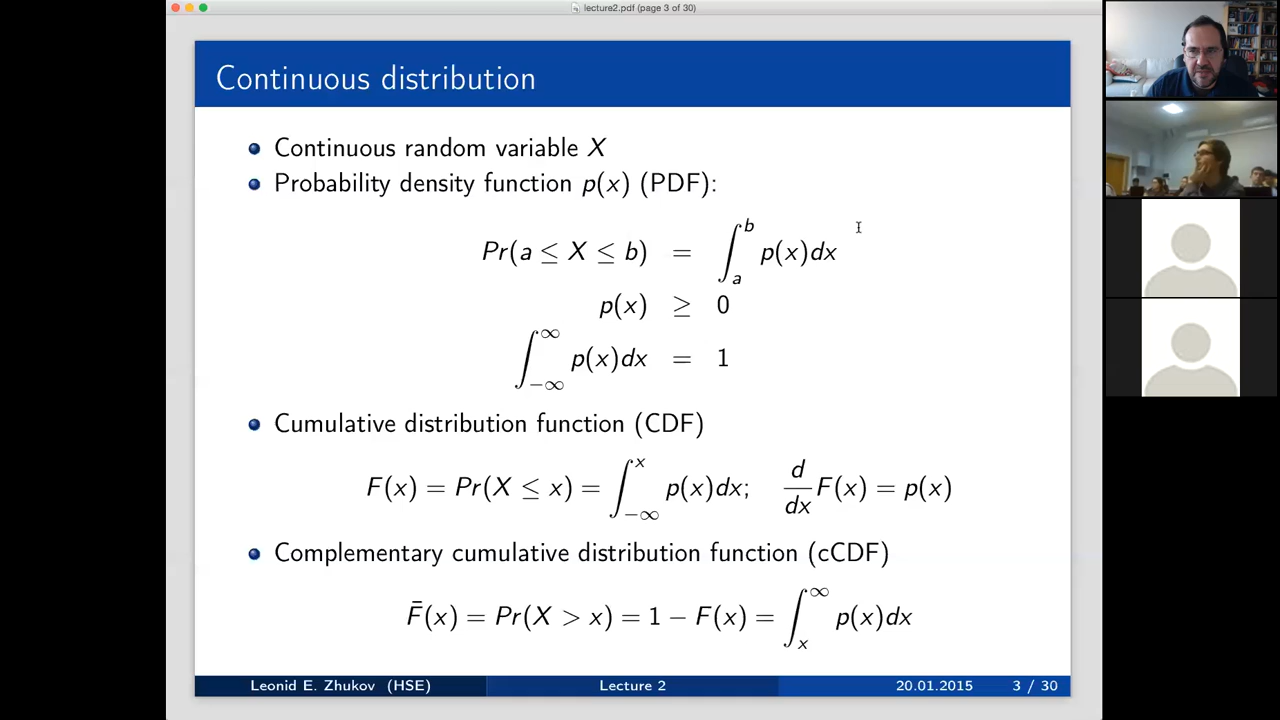 lecture2.pdf (page 3 of 30)
Continuous distribution
Continuous random variable X
Probability density function p(x) (PDF):
Pr(a ≤ X ≤ b) = ∫_a^b p(x)dx
p(x) ≥ 0
∫_{−∞}^{∞} p(x)dx = 1
Cumulative distribution function (CDF)
F(x) = Pr(X ≤ x) = ∫_{−∞}^x p(x)dx; d/dx F(x) = p(x)
Complementary cumulative distribution function (cCDF)
F̄(x) = Pr(X > x) = 1 − F(x) = ∫_x^∞ p(x)dx
Leonid E. Zhukov (HSE) Lecture 2 20.01.2015 3 / 30